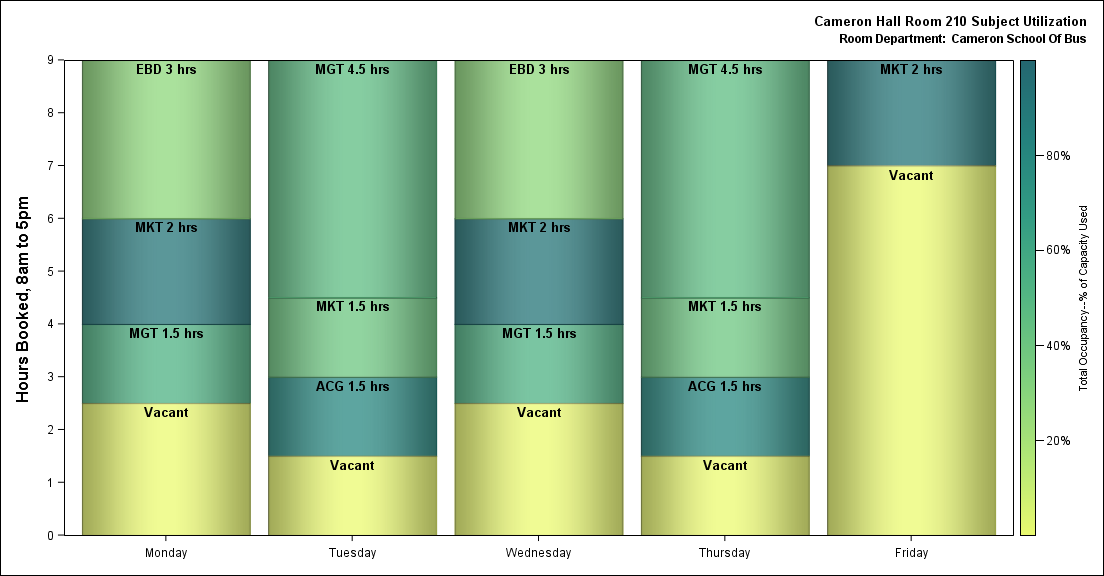 Cameron Hall Room 210 Subject Utilization
Room Department: Cameron School Of Bus
Hours Booked, 8am to 5pm
9
8
7
6
5
4
3
2
1
0
EBD 3 hrs
MKT 2 hrs
MGT 1.5 hrs
Vacant
MGT 4.5 hrs
MKT 1.5 hrs
ACG 1.5 hrs
Vacant
EBD 3 hrs
MKT 2 hrs
MGT 1.5 hrs
Vacant
MGT 4.5 hrs
MKT 1.5 hrs
ACG 1.5 hrs
Vacant
MKT 2 hrs
Vacant
Monday
Tuesday
Wednesday
Thursday
Friday
80%
60%
40%
20%
Total Occupancy--% of Capacity Used